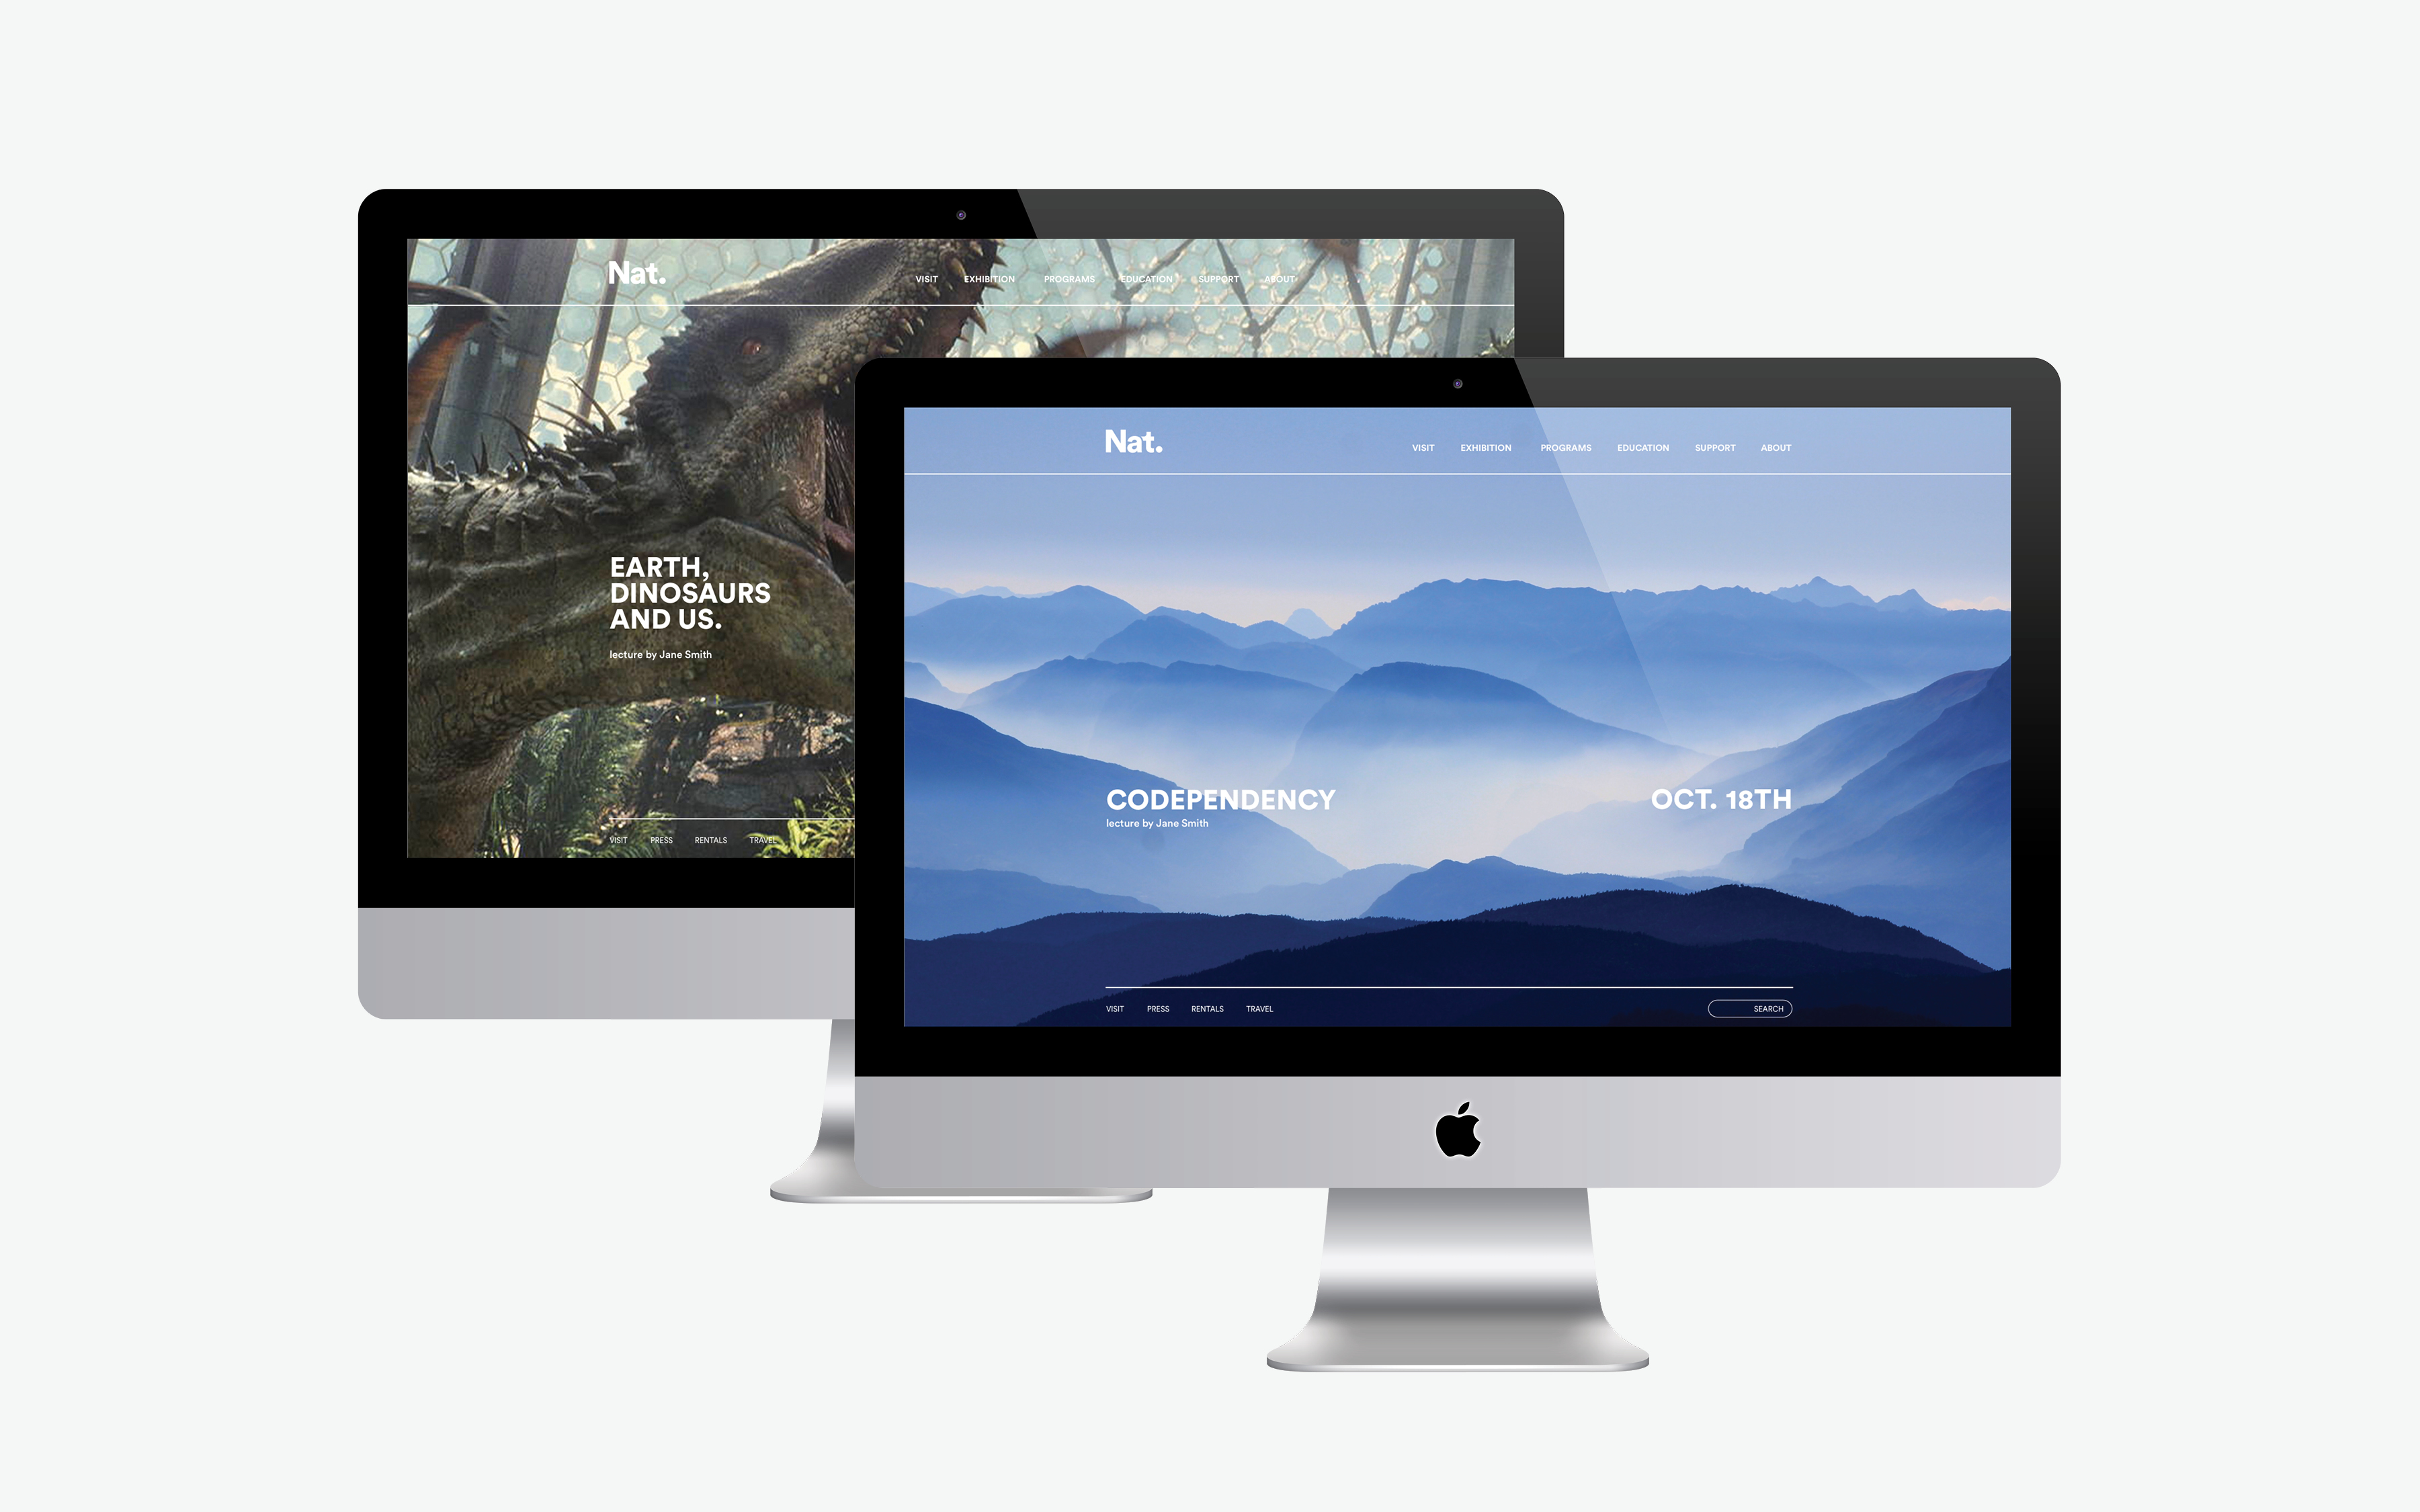 Nat.
VISIT EXHIBITION PROGRAMS EDUCATION SUPPORT ABOUT
EARTH,
DINOSAURS
AND US.
lecture by Jane Smith
VISIT PRESS RENTALS TRAVEL
Nat.
VISIT EXHIBITION PROGRAMS EDUCATION SUPPORT ABOUT
CODEPENDENCY
OCT. 18TH
lecture by Jane Smith
VISIT PRESS RENTALS TRAVEL SEARCH